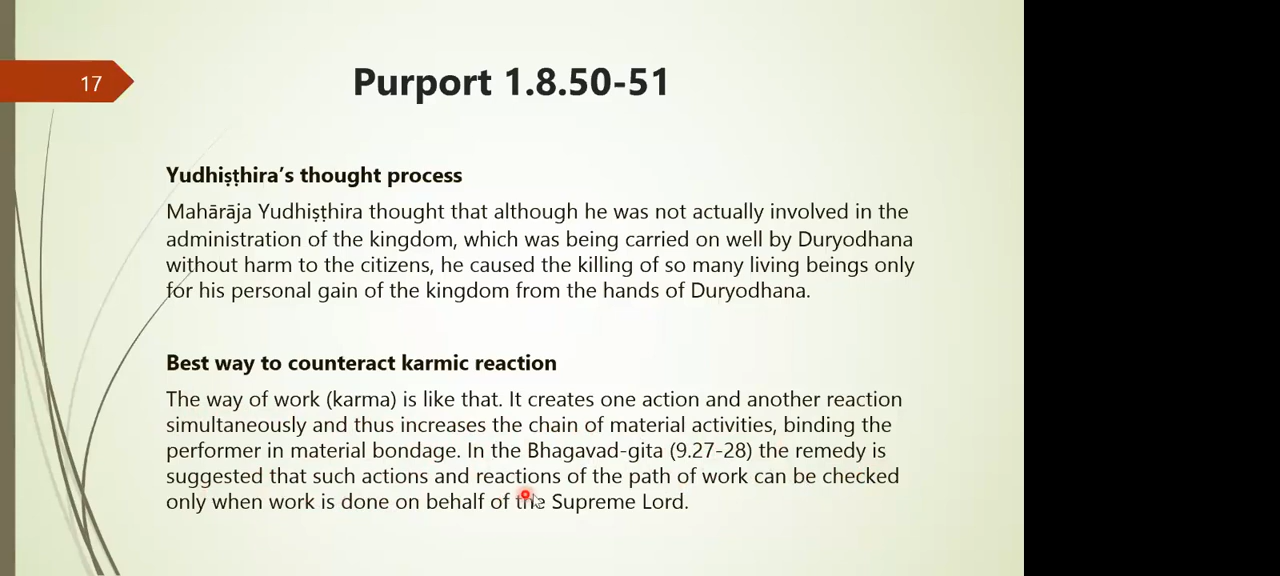 17
Purport 1.8.50-51
Yudhiṣṭhira’s thought process
Mahārāja Yudhiṣṭhira thought that although he was not actually involved in the
administration of the kingdom, which was being carried on well by Duryodhana
without harm to the citizens, he caused the killing of so many living beings only
for his personal gain of the kingdom from the hands of Duryodhana.
Best way to counteract karmic reaction
The way of work (karma) is like that. It creates one action and another reaction
simultaneously and thus increases the chain of material activities, binding the
performer in material bondage. In the Bhagavad-gita (9.27-28) the remedy is
suggested that such actions and reactions of the path of work can be checked
only when work is done on behalf of the Supreme Lord.